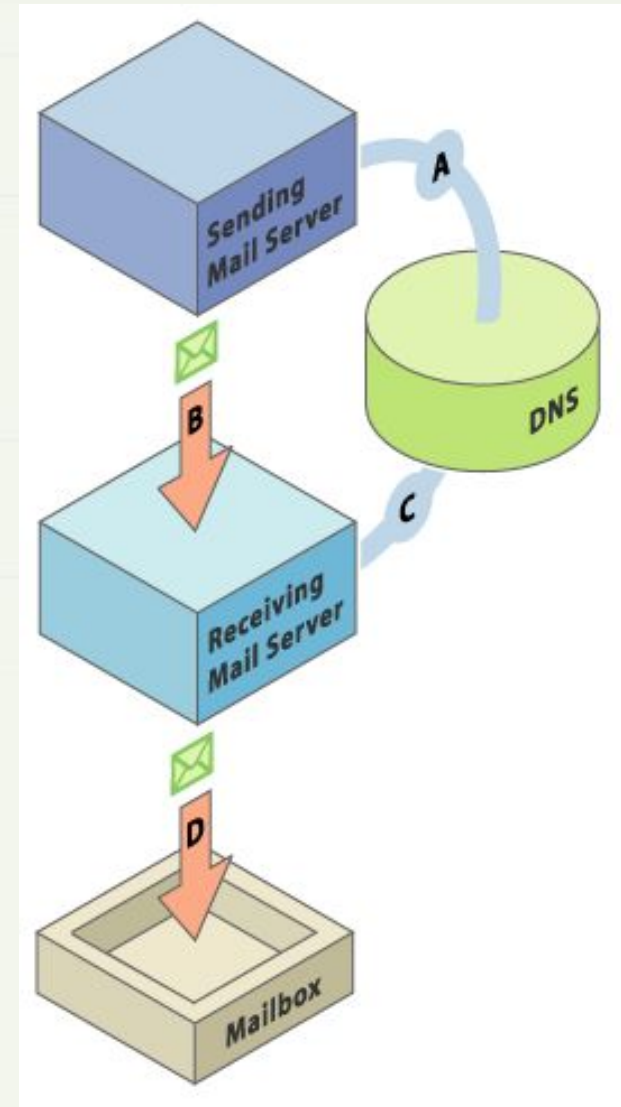 A
Sending
Mail Server
DNS
B
C
Receiving
Mail Server
D
Mailbox